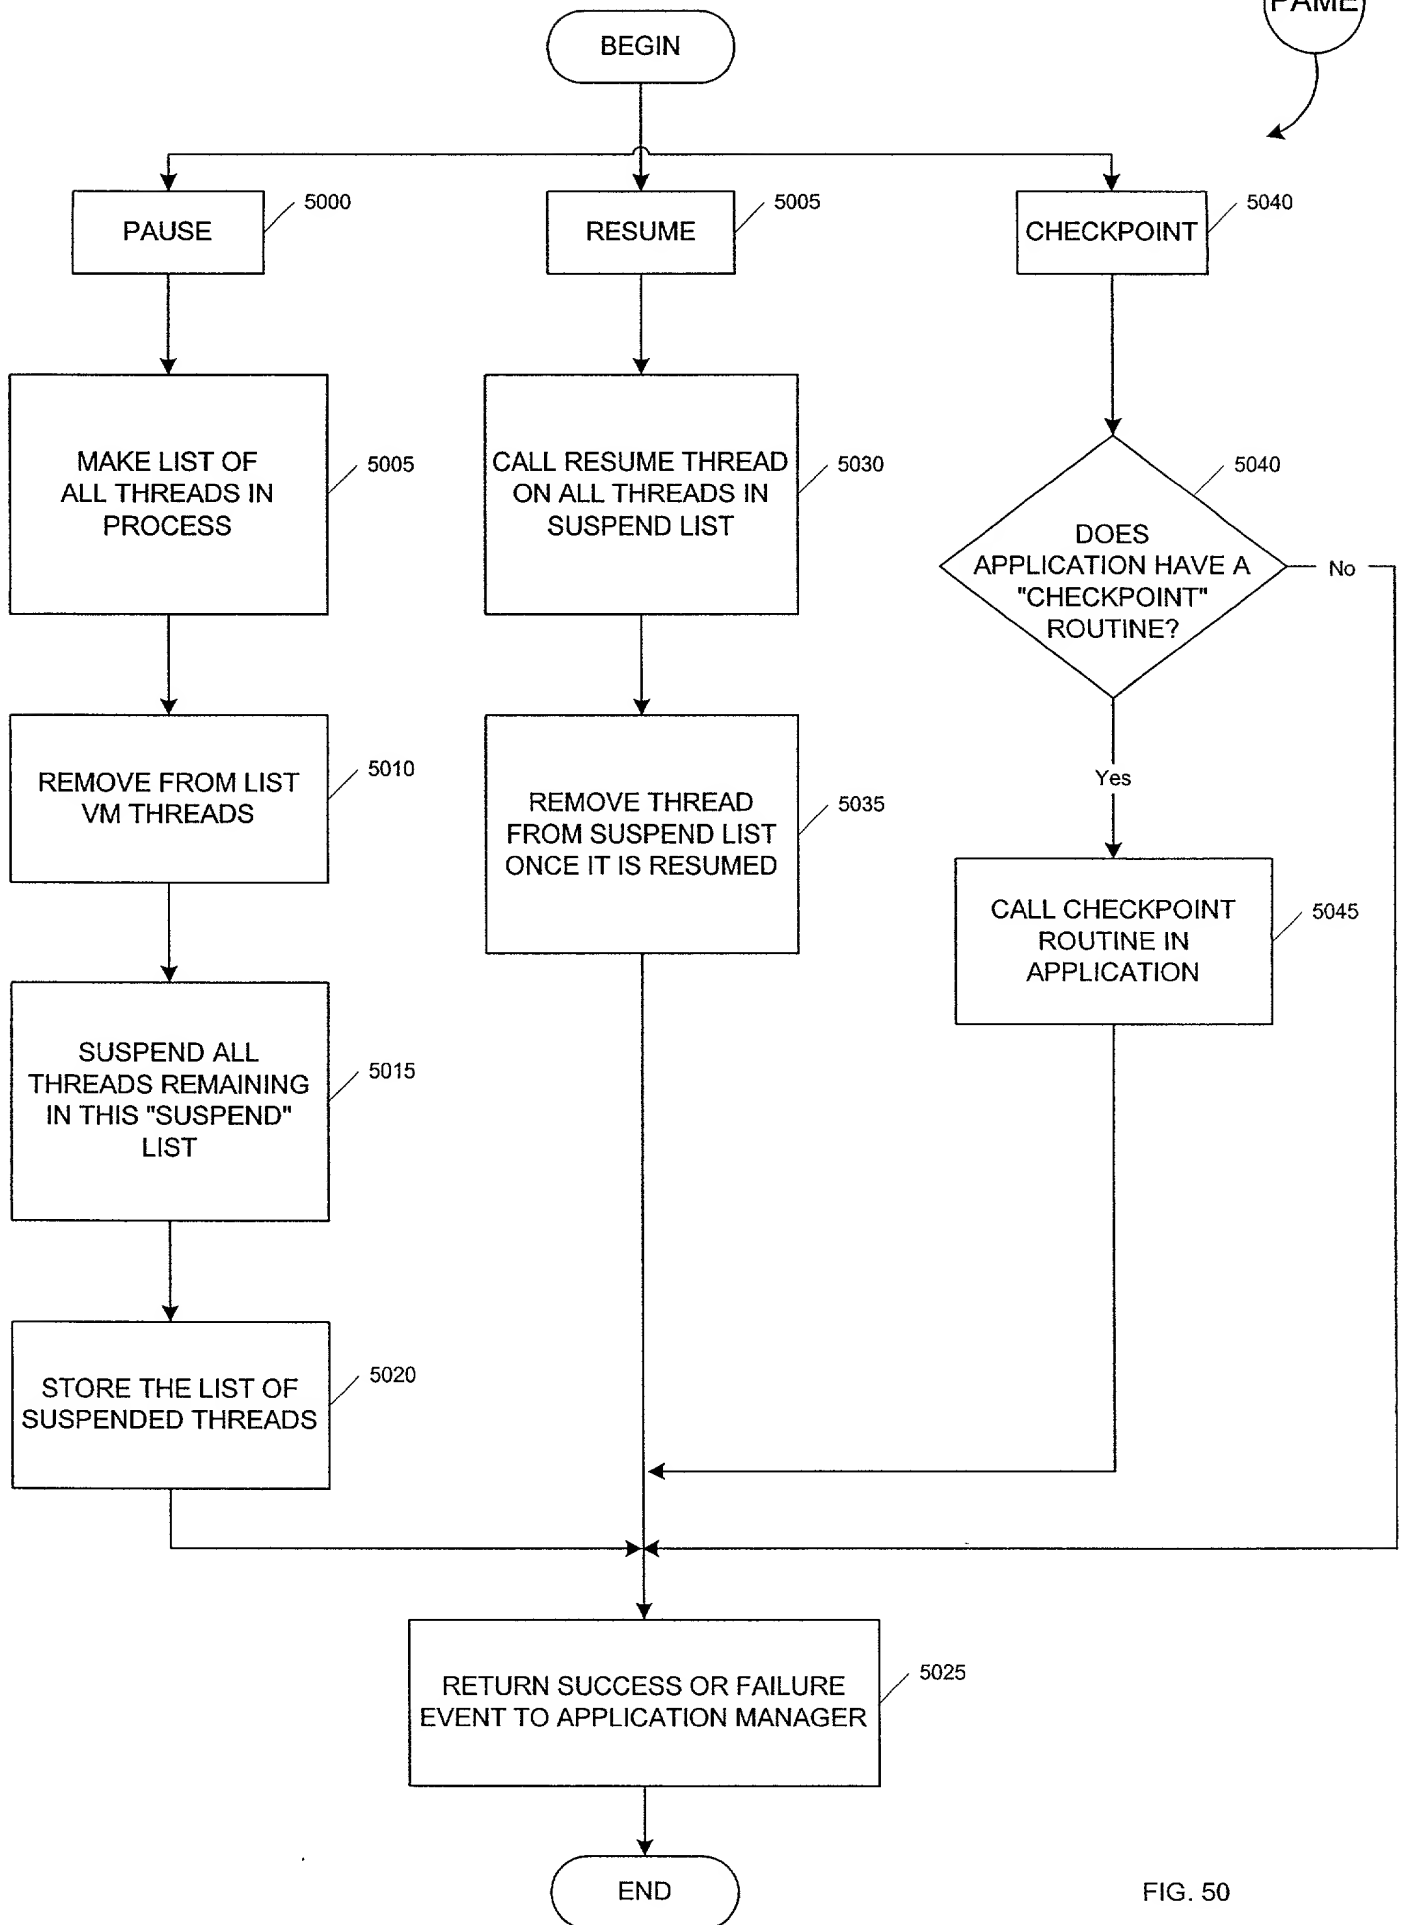 PAME
BEGIN
PAUSE
5000
RESUME
5005
CHECKPOINT
5040
MAKE LIST OF
ALL THREADS IN
PROCESS
5005
CALL RESUME THREAD
ON ALL THREADS IN
SUSPEND LIST
5030
DOES
APPLICATION HAVE A
"CHECKPOINT"
ROUTINE?
5040
No
Yes
REMOVE FROM LIST
VM THREADS
5010
REMOVE THREAD
FROM SUSPEND LIST
ONCE IT IS RESUMED
5035
CALL CHECKPOINT
ROUTINE IN
APPLICATION
5045
SUSPEND ALL
THREADS REMAINING
IN THIS "SUSPEND"
LIST
5015
STORE THE LIST OF
SUSPENDED THREADS
5020
RETURN SUCCESS OR FAILURE
EVENT TO APPLICATION MANAGER
5025
END
FIG. 50